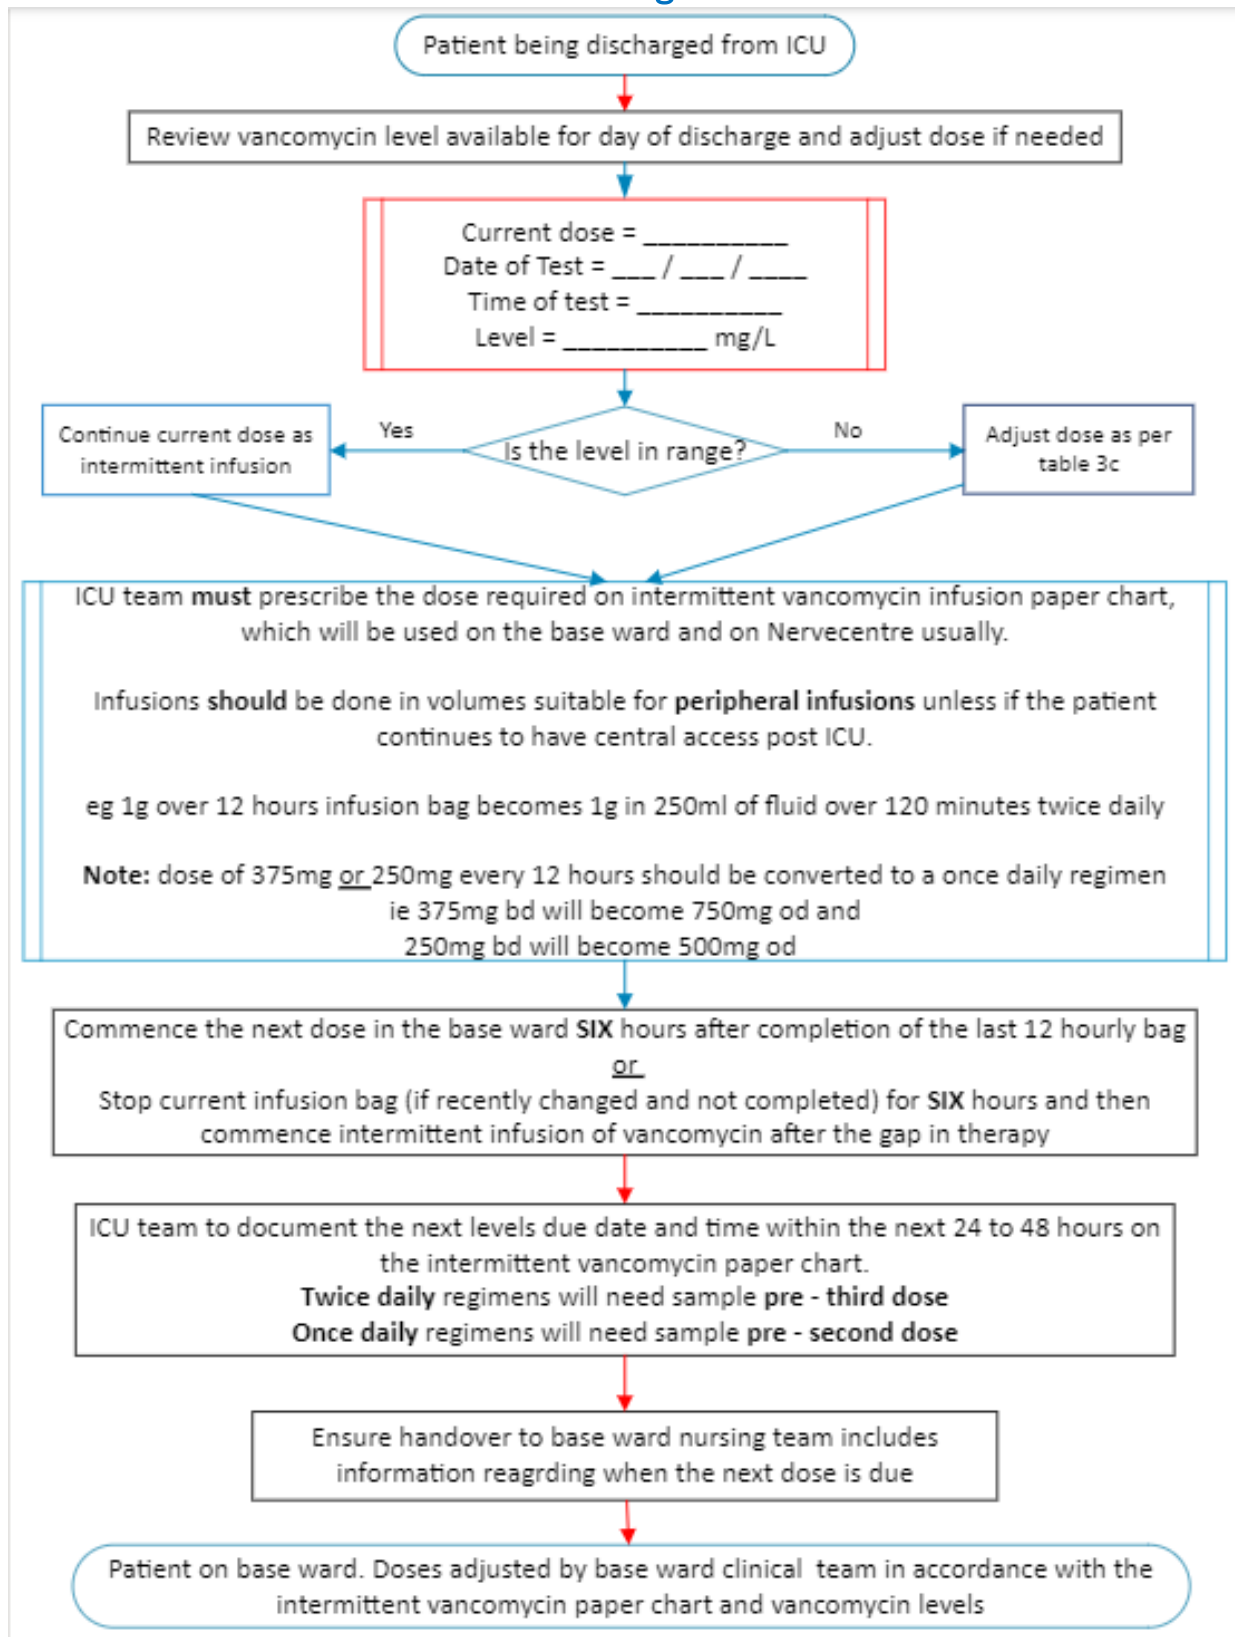 Patient being discharged from ICU
Review vancomycin level available for day of discharge and adjust dose if needed
Current dose = __________
Date of Test = ___ / ___ / ____
Time of test = __________
Level = __________ mg/L
Is the level in range?
Yes
No
Continue current dose as
intermittent infusion
Adjust dose as per
table 3c
ICU team must prescribe the dose required on intermittent vancomycin infusion paper chart,
which will be used on the base ward and on Nervecentre usually.
Infusions should be done in volumes suitable for peripheral infusions unless if the patient
continues to have central access post ICU.
eg 1g over 12 hours infusion bag becomes 1g in 250ml of fluid over 120 minutes twice daily
Note: dose of 375mg or 250mg every 12 hours should be converted to a once daily regimen
ie 375mg bd will become 750mg od and
250mg bd will become 500mg od
Commence the next dose in the base ward SIX hours after completion of the last 12 hourly bag
or
Stop current infusion bag (if recently changed and not completed) for SIX hours and then
commence intermittent infusion of vancomycin after the gap in therapy
ICU team to document the next levels due date and time within the next 24 to 48 hours on
the intermittent vancomycin paper chart.
Twice daily regimens will need sample pre - third dose
Once daily regimens will need sample pre - second dose
Ensure handover to base ward nursing team includes
information reagrding when the next dose is due
Patient on base ward. Doses adjusted by base ward clinical team in accordance with the
intermittent vancomycin paper chart and vancomycin levels